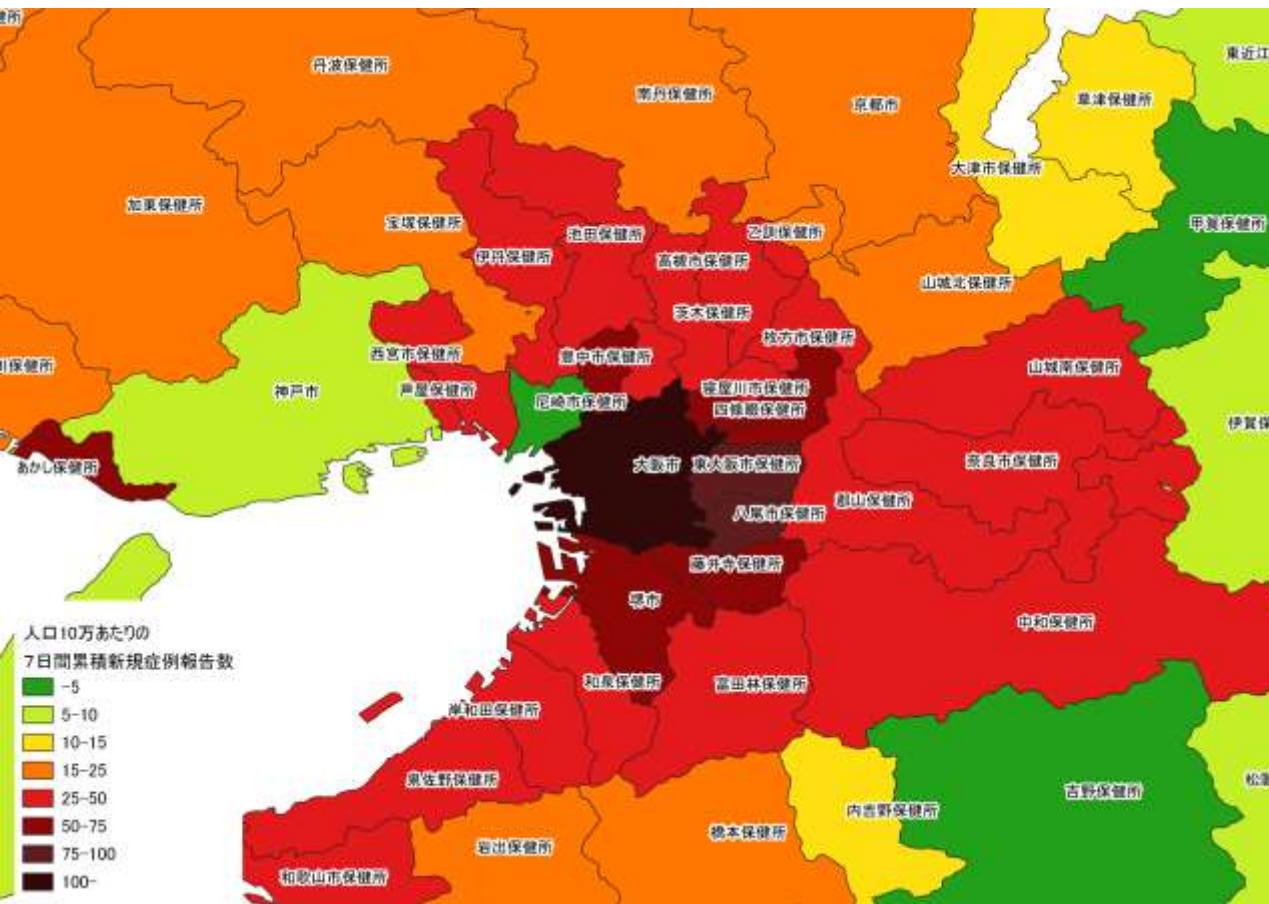 健所
丹波保健所
南丹保健所
京都市
東近江
草津保健所
大津市保健所
加東保健所
宝塚保健所
池田保健所
乙訓保健所
甲賀保健所
伊丹保健所
高槻市保健所
山城北保健所
茨木保健所
枚方市保健所
川保健所
西宮市保健所
豊中市保健所
山城南保健所
神戸市
芦屋保健所
尼崎市保健所
寝屋川市保健所
四條畷保健所
伊賀保
あかし保健所
大阪市
東大阪市保健所
奈良市保健所
八尾市保健所
郡山保健所
藤井寺保健所
堺市
中和保健所
人口10万あたりの
7日間累積新規症例報告数
-5
5-10
10-15
15-25
25-50
50-75
75-100
100-
和泉保健所
富田林保健所
岸和田保健所
泉佐野保健所
吉野保健所
松阪
内吉野保健所
橋本保健所
岩出保健所
和歌山市保健所